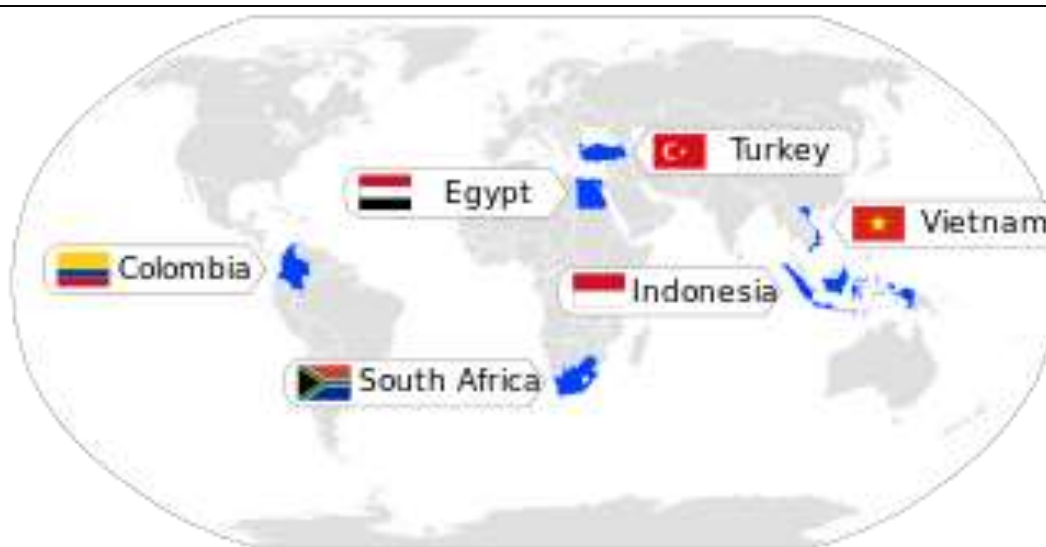 Turkey
Egypt
Vietnam
Colombia
Indonesia
South Africa